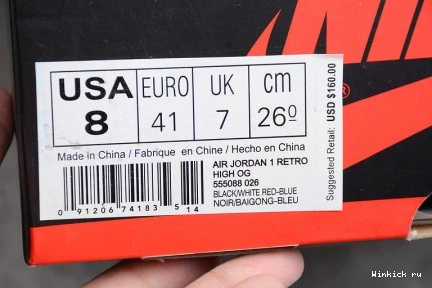 USA EURO UK cm
8 41 7 26º
Made in China / Fabrique en Chine / Hecho en China
AIR JORDAN 1 RETRO
HIGH OG
555088 026
BLACK/WHITE RED-BLUE
NOIR/BAIGONG-BLEU
0 91206 74183 5 14
Suggested Retail: USD $160.00
®
Winkick ru